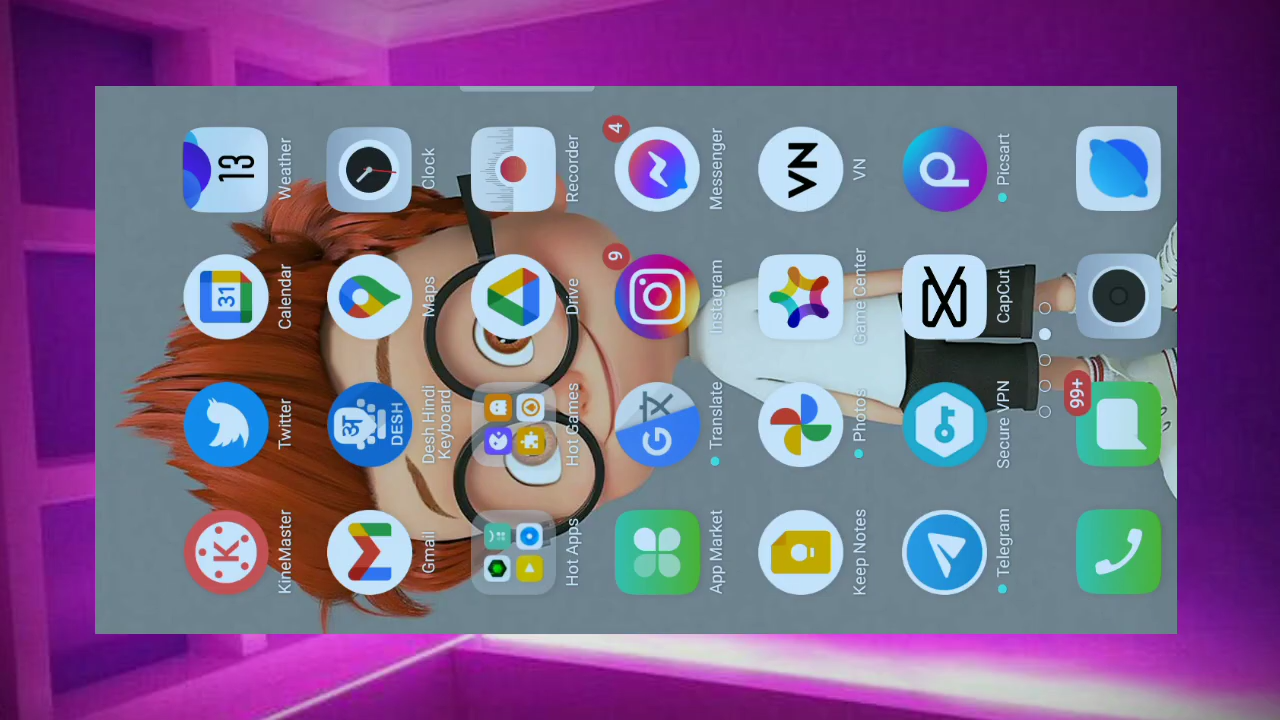 K
31
13
KineMaster
Twitter
Calendar
Weather
अ
DESH
Gmail
Desh Hindi
Keyboard
Maps
Clock
Hot Apps
Hot Games
Drive
Recorder
G
9
4
App Market
Translate
Instagram
Messenger
VN
Keep Notes
Photos
Game Center
VN
Telegram
Secure VPN
CapCut
Picsart
99+